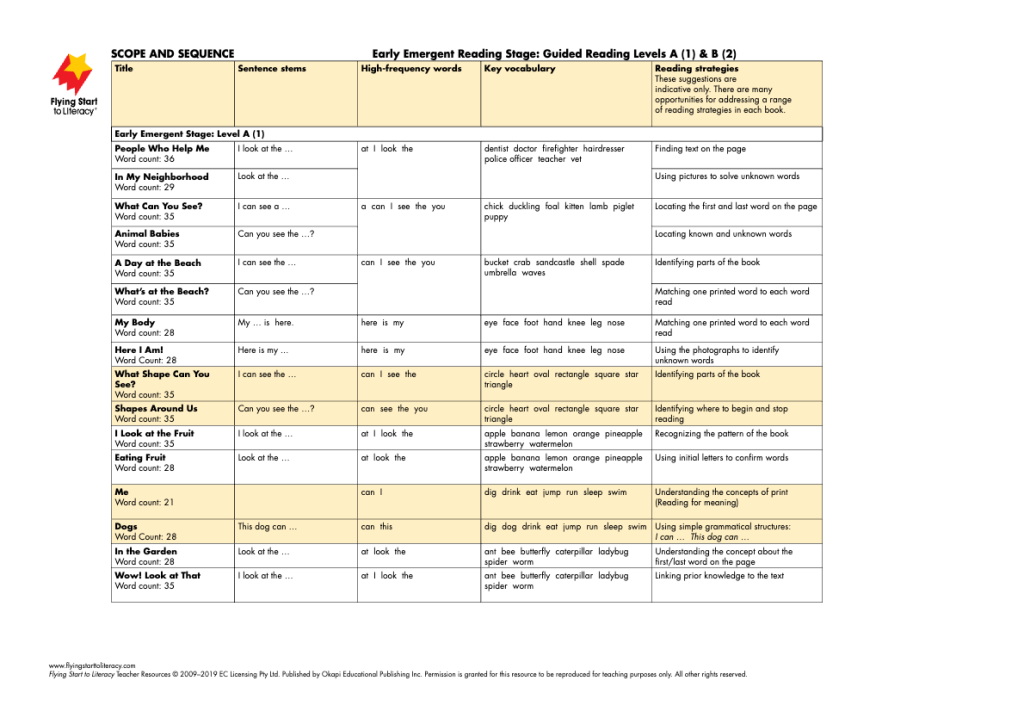 SCOPE AND SEQUENCE
Early Emergent Reading Stage: Guided Reading Levels A (1) & B (2)
Flying Start
to Literacy™
Title
Sentence stems
High-frequency words
Key vocabulary
Reading strategies
These suggestions are
indicative only. There are many
opportunities for addressing a range
of reading strategies in each book.
Early Emergent Stage: Level A (1)
People Who Help Me
Word count: 36
I look at the …
at I look the
dentist doctor firefighter hairdresser
police officer teacher vet
Finding text on the page
In My Neighborhood
Word count: 29
Look at the …
Using pictures to solve unknown words
What Can You See?
Word count: 35
I can see a …
a can I see the you
chick duckling foal kitten lamb piglet
puppy
Locating the first and last word on the page
Animal Babies
Word count: 35
Can you see the …?
Locating known and unknown words
A Day at the Beach
Word count: 35
I can see the …
can I see the you
bucket crab sandcastle shell spade
umbrella waves
Identifying parts of the book
What's at the Beach?
Word count: 35
Can you see the …?
Matching one printed word to each word
read
My Body
Word count: 28
My … is here.
here is my
eye face foot hand knee leg nose
Matching one printed word to each word
read
Here I Am!
Word Count: 28
Here is my …
here is my
eye face foot hand knee leg nose
Using the photographs to identify
unknown words
What Shape Can You
See?
Word count: 35
I can see the …
can I see the
circle heart oval rectangle square star
triangle
Identifying parts of the book
Shapes Around Us
Word count: 35
Can you see the …?
can see the you
circle heart oval rectangle square star
triangle
Identifying where to begin and stop
reading
I Look at the Fruit
Word count: 35
I look at the …
at I look the
apple banana lemon orange pineapple
strawberry watermelon
Recognizing the pattern of the book
Eating Fruit
Word count: 28
Look at the …
at look the
apple banana lemon orange pineapple
strawberry watermelon
Using initial letters to confirm words
Me
Word count: 21
can I
dig drink eat jump run sleep swim
Understanding the concepts of print
(Reading for meaning)
Dogs
Word Count: 28
This dog can …
can this
dig dog drink eat jump run sleep swim
Using simple grammatical structures:
I can … This dog can …
In the Garden
Word count: 28
Look at the …
at look the
ant bee butterfly caterpillar ladybug
spider worm
Understanding the concept about the
first/last word on the page
Wow! Look at That
Word count: 35
I look at the …
at I look the
ant bee butterfly caterpillar ladybug
spider worm
Linking prior knowledge to the text
www.flyingstarttoliteracy.com
Flying Start to Literacy Teacher Resources © 2009–2019 EC Licensing Pty Ltd. Published by Okapi Educational Publishing Inc. Permission is granted for this resource to be reproduced for teaching purposes only. All other rights reserved.